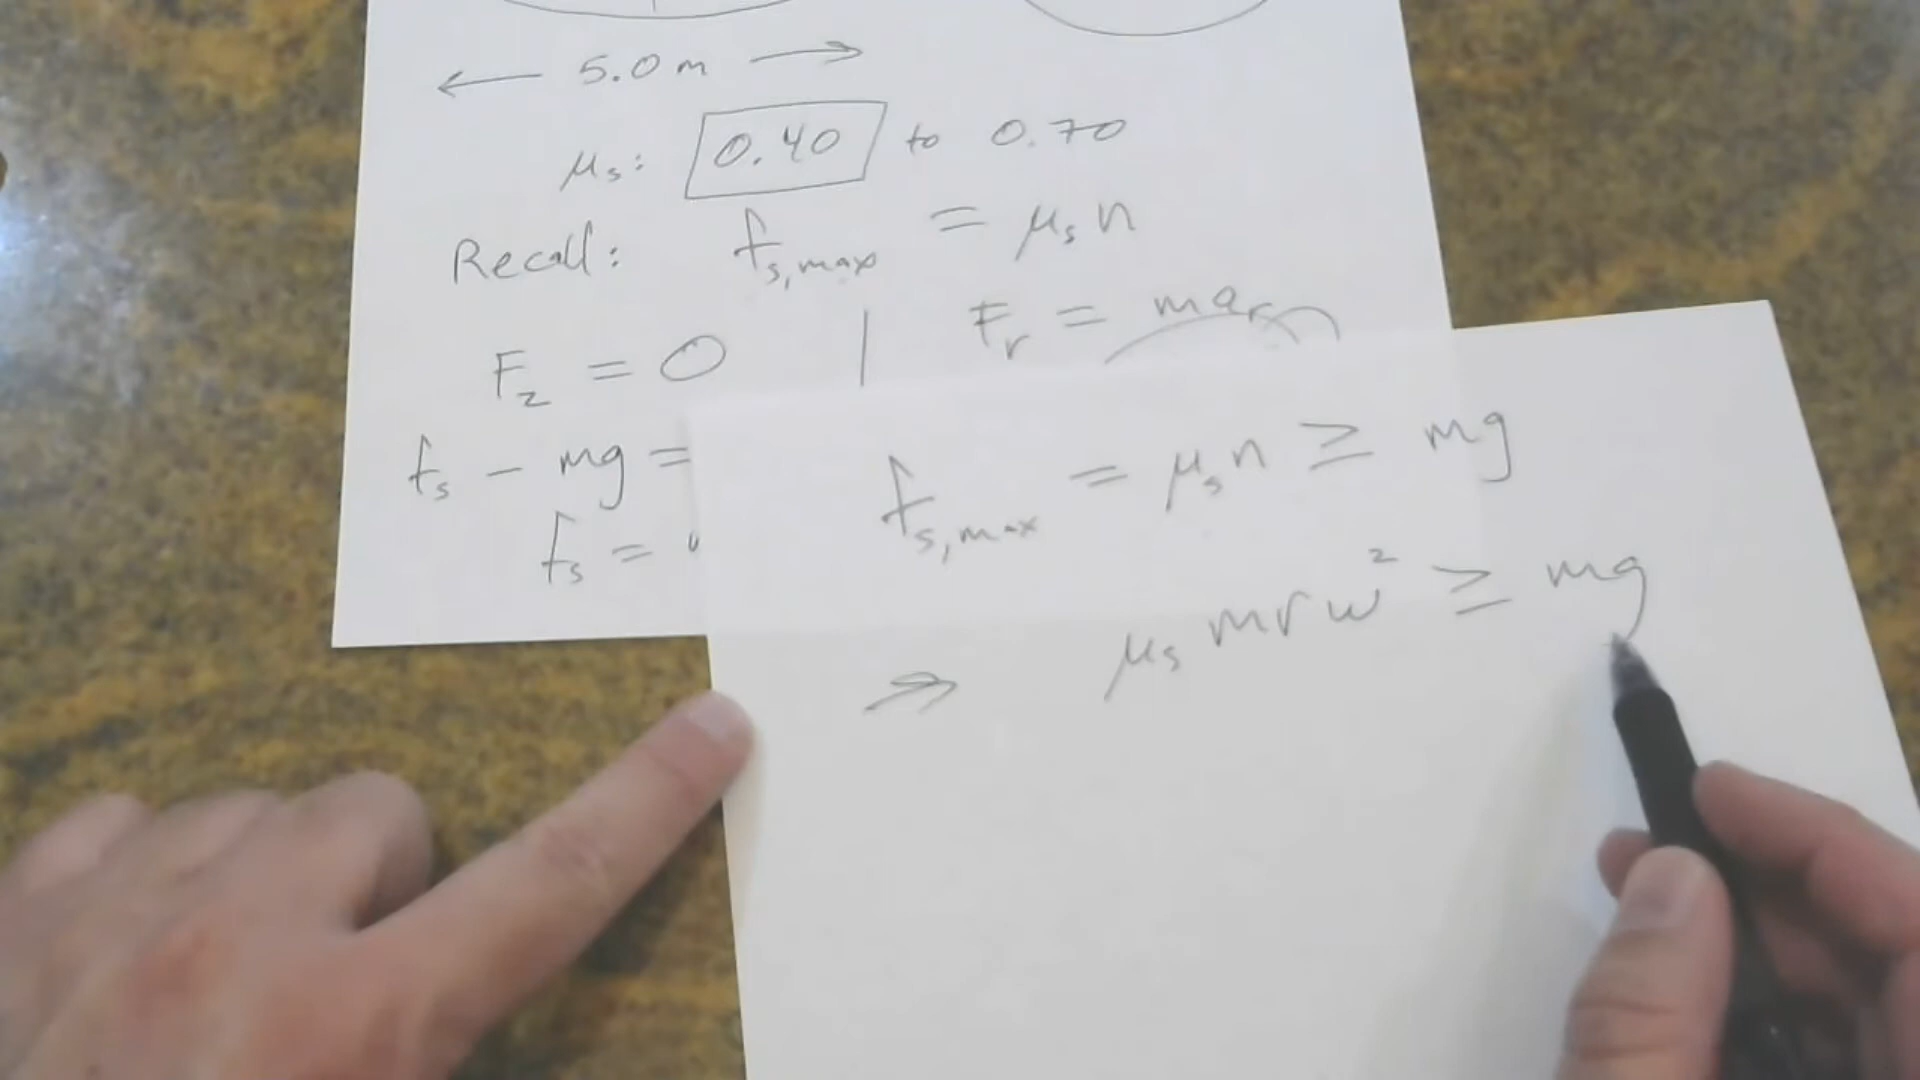 ← 5.0 m →
μs: 0.40 to 0.70
Recall: fs,max = μs n
Fz = 0 | Fr = mar
fs − mg =
fs =
fs,max = μs n ≥ mg
⇒ μs m r ω² ≥ mg